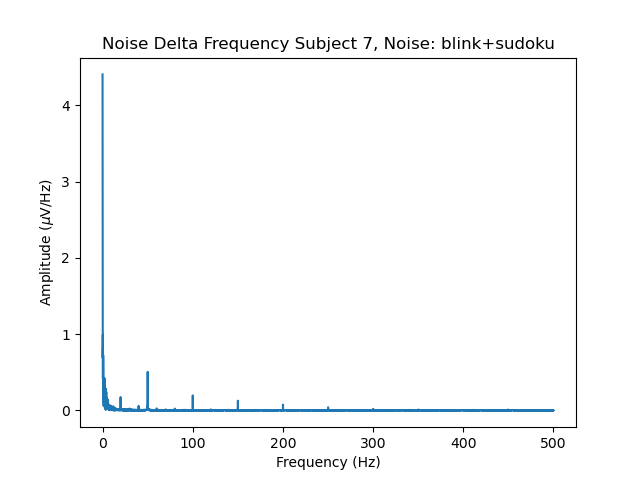 Noise Delta Frequency Subject 7, Noise: blink+sudoku
Amplitude (μV/Hz)
4
3
2
1
0
0 100 200 300 400 500
Frequency (Hz)